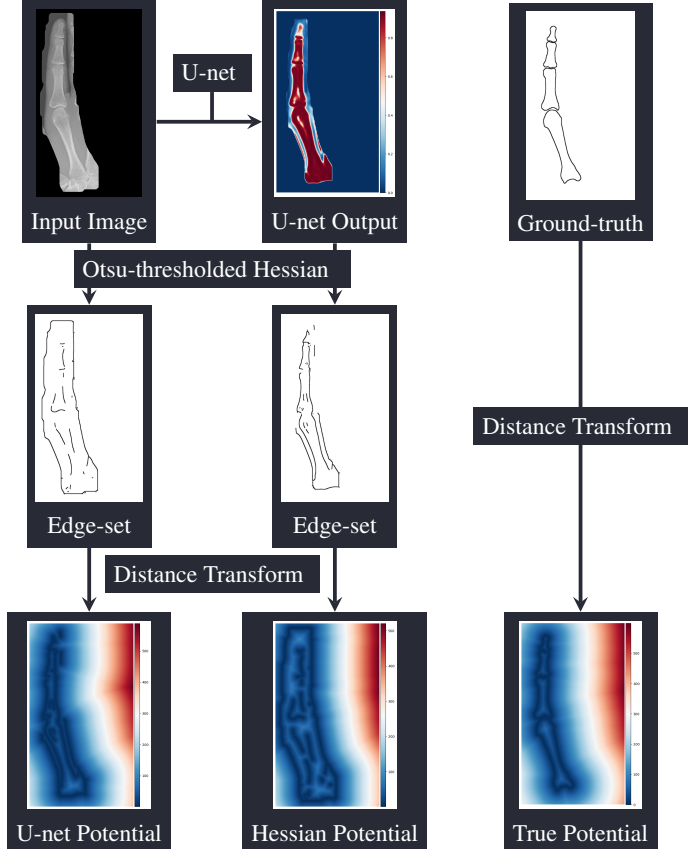 U-net
Input Image
U-net Output
Ground-truth
Otsu-thresholded Hessian
Edge-set
Edge-set
Distance Transform
Distance Transform
U-net Potential
Hessian Potential
True Potential